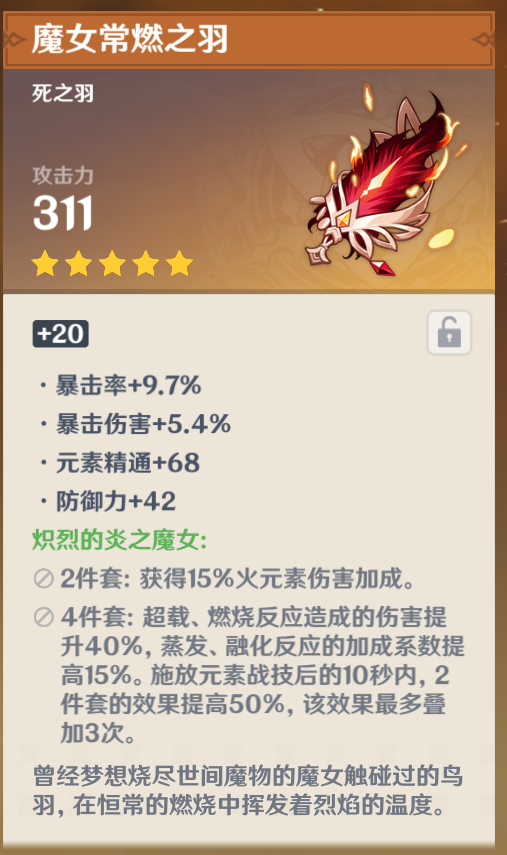 魔女常燃之羽
死之羽
攻击力
311
+20
·暴击率+9.7%
·暴击伤害+5.4%
·元素精通+68
·防御力+42
炽烈的炎之魔女:
2件套: 获得15%火元素伤害加成。
4件套: 超载、燃烧反应造成的伤害提
升40%, 蒸发、融化反应的加成系数提
高15%。施放元素战技后的10秒内, 2
件套的效果提高50%, 该效果最多叠
加3次。
曾经梦想烧尽世间魔物的魔女触碰过的鸟
羽, 在恒常的燃烧中挥发着烈焰的温度。